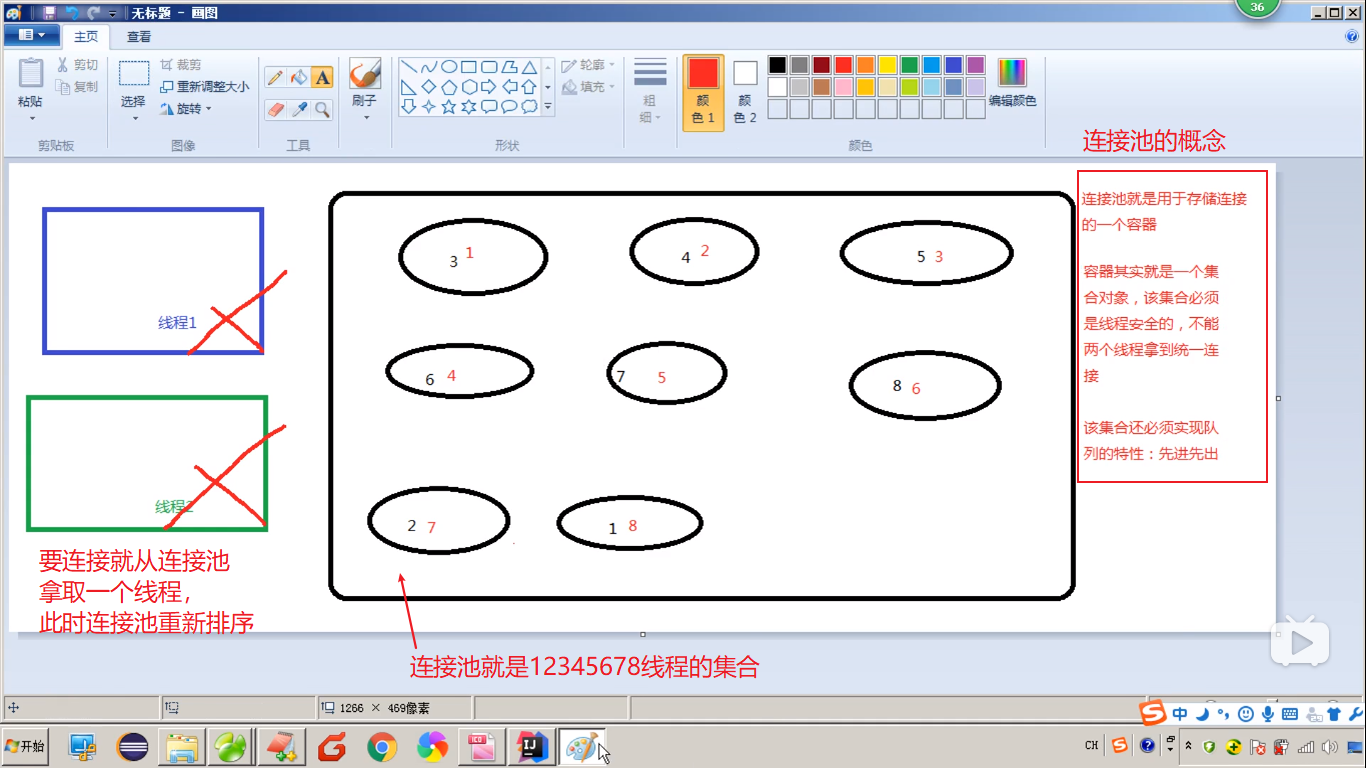 无标题 - 画图
36
主页
查看
粘贴
剪切
复制
剪贴板
选择
裁剪
重新调整大小
旋转
图像
A
工具
刷子
形状
轮廓
填充
粗
细
颜
色 1
颜
色 2
编辑颜色
颜色
连接池的概念
连接池就是用于存储连接
的一个容器
容器其实就是一个集
合对象，该集合必须
是线程安全的，不能
两个线程拿到统一连
接
该集合还必须实现队
列的特性：先进先出
线程1
线程2
3 1
4 2
5 3
6 4
7 5
8 6
2 7
1 8
要连接就从连接池
拿取一个线程，
此时连接池重新排序
连接池就是12345678线程的集合
1266 × 469像素
中
开始
CH